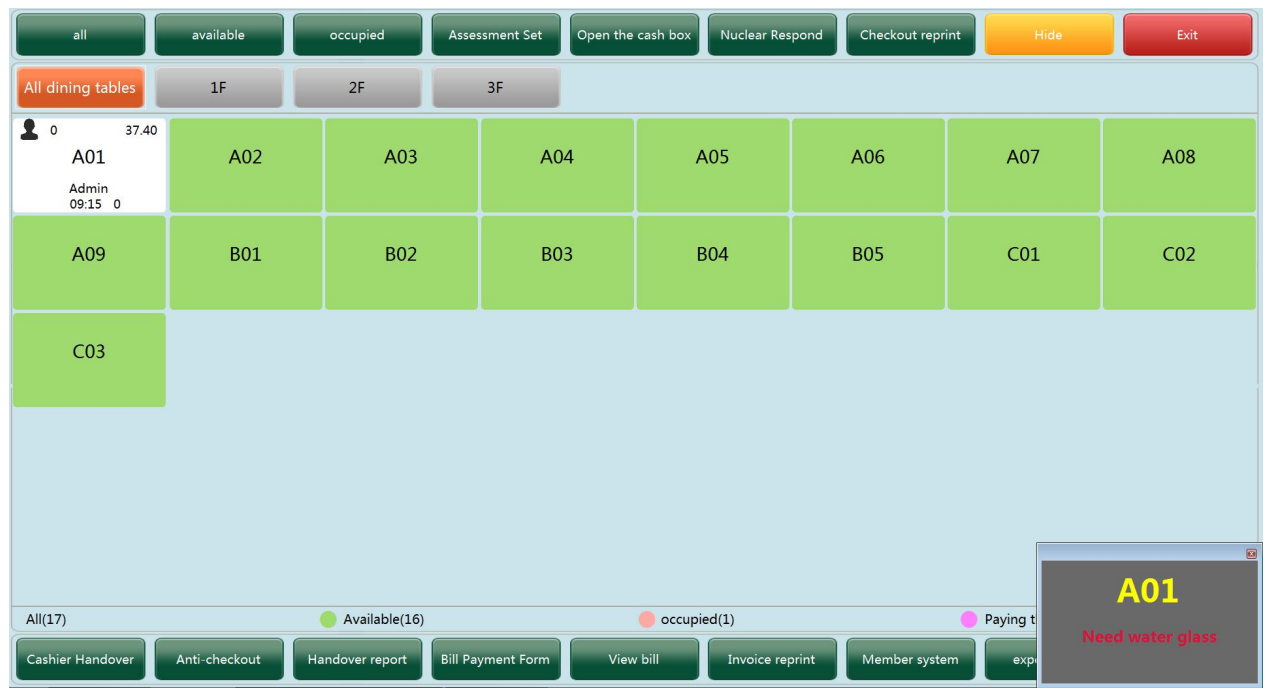 all available occupied Assessment Set Open the cash box Nuclear Respond Checkout reprint Hide Exit
All dining tables 1F 2F 3F
0 37.40
A01 A02 A03 A04 A05 A06 A07 A08
Admin
09:15 0
A09 B01 B02 B03 B04 B05 C01 C02
C03
A01
Need water glass
All(17) Available(16) occupied(1) Paying
Cashier Handover Anti-checkout Handover report Bill Payment Form View bill Invoice reprint Member system